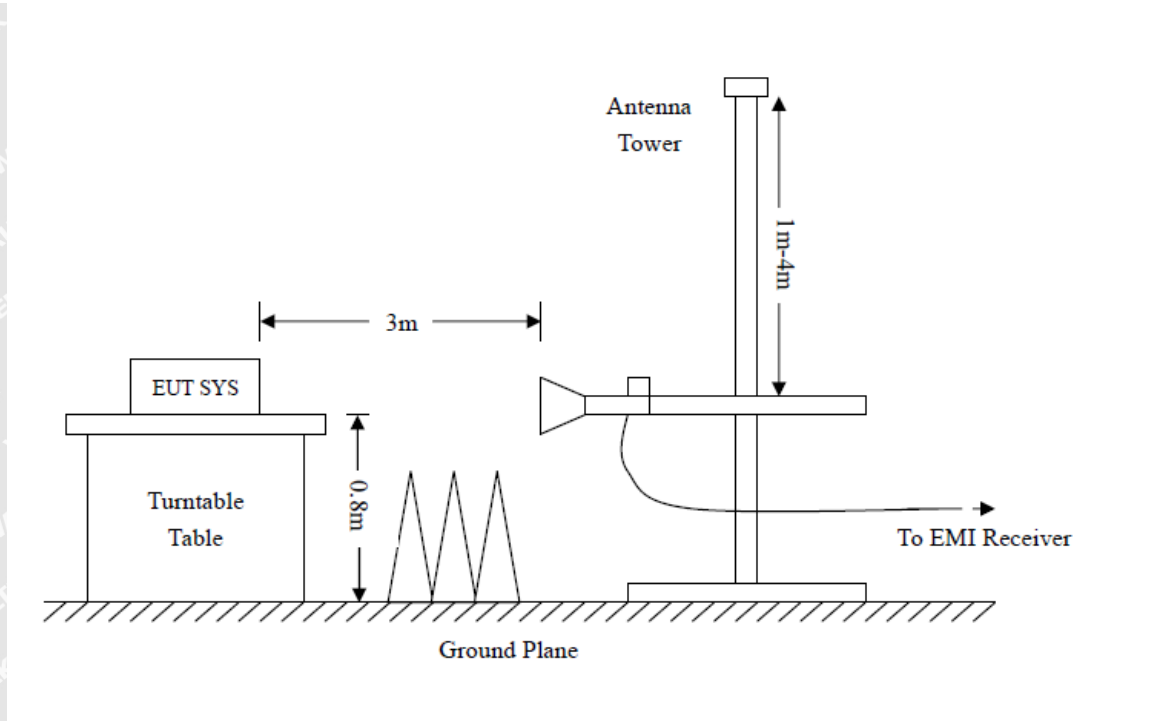 Antenna
Tower
1m-4m
3m
EUT SYS
0.8m
Turntable
Table
To EMI Receiver
Ground Plane